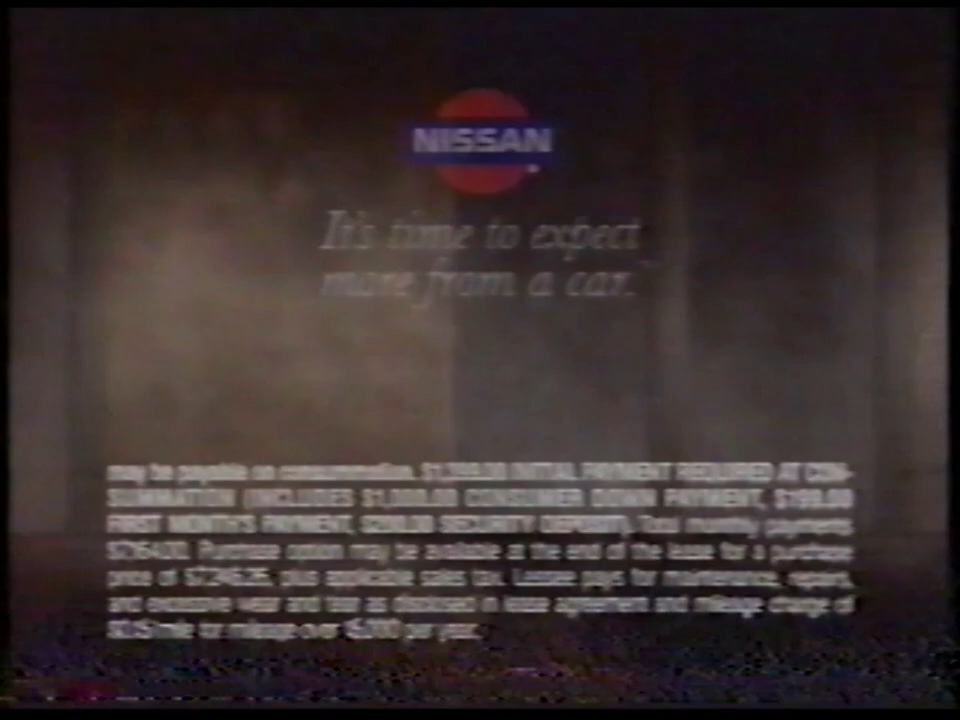 NISSAN
It's time to expect
more from a car.™
may be payable on consummation. INITIAL PAYMENT REQUIRED AT CON-
SUMMATION (INCLUDES $1,000.00 CONSUMER DOWN PAYMENT, $199.00
FIRST MONTH'S PAYMENT, $200.00 SECURITY DEPOSIT). Total monthly payments
Purchase option may be available at the end of the lease for a purchase
price of plus applicable sales tax. Lessee pays for maintenance, repairs,
and excessive wear and tear as disclosed in lease agreement and mileage charge of
for mileage over 15,000 per year.